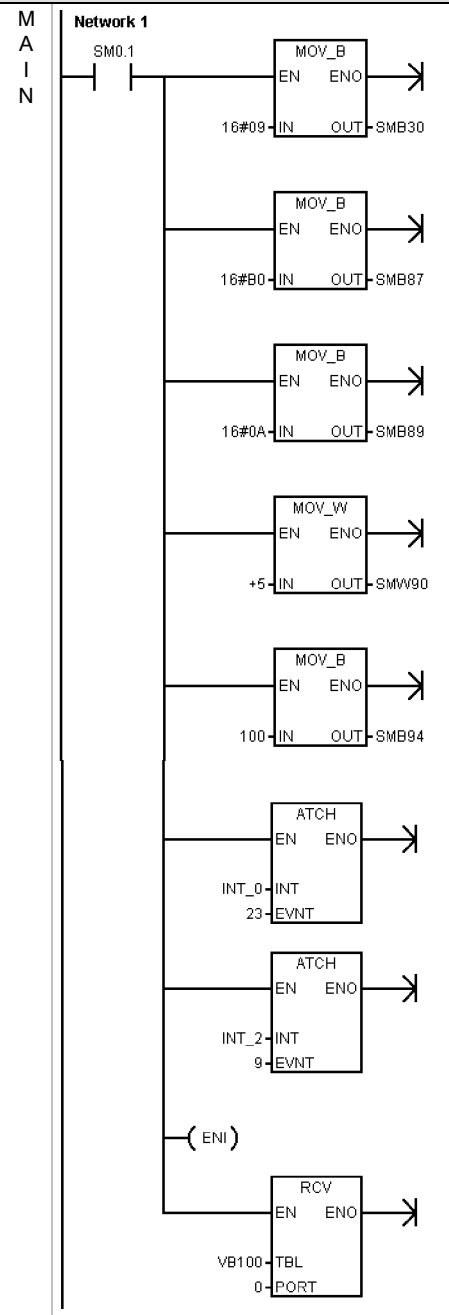 M
A
I
N
Network 1
SM0.1
MOV_B
EN ENO
16#09 IN OUT SMB30
MOV_B
EN ENO
16#B0 IN OUT SMB87
MOV_B
EN ENO
16#0A IN OUT SMB89
MOV_W
EN ENO
+5 IN OUT SMW90
MOV_B
EN ENO
100 IN OUT SMB94
ATCH
EN ENO
INT_0 INT
23 EVNT
ATCH
EN ENO
INT_2 INT
9 EVNT
ENI
RCV
EN ENO
VB100 TBL
0 PORT